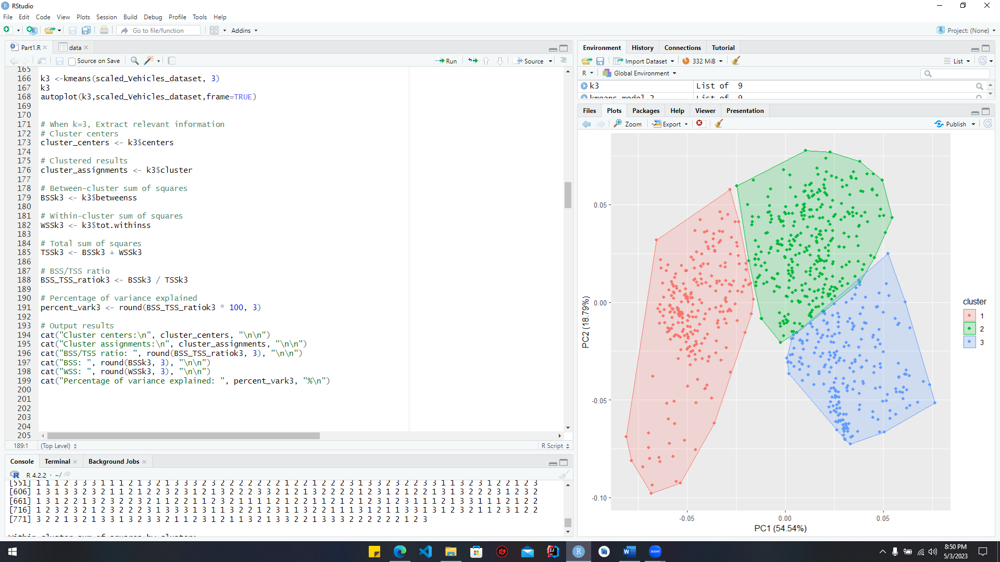 RStudio
File Edit Code View Plots Session Build Debug Profile Tools Help
Go to file/function Addins Project: (None)
Part1.R data
Source on Save Run Source
165
166 k3 <-kmeans(scaled_Vehicles_dataset, 3)
167 k3
168 autoplot(k3,scaled_Vehicles_dataset,frame=TRUE)
169
170
171 # When k=3, Extract relevant information
172 # Cluster centers
173 cluster_centers <- k3$centers
174
175 # Clustered results
176 cluster_assignments <- k3$cluster
177
178 # Between-cluster sum of squares
179 BSSk3 <- k3$betweenss
180
181 # Within-cluster sum of squares
182 WSSk3 <- k3$tot.withinss
183
184 # Total sum of squares
185 TSSk3 <- BSSk3 + WSSk3
186
187 # BSS/TSS ratio
188 BSS_TSS_ratiok3 <- BSSk3 / TSSk3
189
190 # Percentage of variance explained
191 percent_vark3 <- round(BSS_TSS_ratiok3 * 100, 3)
192
193 # Output results
194 cat("Cluster centers:\n", cluster_centers, "\n\n")
195 cat("Cluster assignments:\n", cluster_assignments, "\n\n")
196 cat("BSS/TSS ratio: ", round(BSS_TSS_ratiok3, 3), "\n\n")
197 cat("BSS: ", round(BSSk3, 3), "\n\n")
198 cat("WSS: ", round(WSSk3, 3), "\n\n")
199 cat("Percentage of variance explained: ", percent_vark3, "%\n")
200
201
202
203
204
205
189:1 (Top Level) R Script
Console Terminal Background Jobs
R 4.2.2 · ~/
[551] 1 1 1 2 3 3 3 1 1 1 2 1 3 2 1 3 3 2 3 2 2 2 2 2 2 1 2 2 1 2 2 2 2 3 1 3 3 2 3 2 2 3 3 1 1 3 2 3 1 2 2 1 2 3
[606] 1 3 1 3 3 2 3 2 1 1 2 1 2 2 3 2 3 1 2 1 3 2 2 2 3 3 2 1 2 1 3 2 2 2 2 1 2 3 1 2 1 2 2 1 3 1 3 2 2 2 3 1 2 3 2
[661] 1 3 1 2 2 1 3 2 3 2 2 3 2 1 1 2 2 1 1 2 3 2 1 1 1 2 1 2 2 1 1 2 1 2 1 2 3 1 2 3 1 1 1 2 1 3 3 1 1 1 2 1 2 2
[716] 1 2 3 2 3 2 1 2 3 2 2 3 1 3 3 1 3 1 1 3 2 1 2 3 1 1 3 2 2 1 1 1 3 1 2 1 1 3 3 1 3 1 2 3 2 1 1 2 3 1 2 2
[771] 3 2 2 1 3 2 1 3 3 1 3 2 3 3 2 1 1 2 3 1 2 1 1 3 2 1 3 3 2 2 1 3 3 3 2 2 2 2 2 2 1 2 3
Within cluster sum of squares by cluster:
Environment History Connections Tutorial
Import Dataset 332 MiB List
R Global Environment
k3 List of 9
kmeans_model_2 List of 9
Files Plots Packages Help Viewer Presentation
Zoom Export Publish
0.05
0.00
-0.05
-0.10
PC2 (18.79%)
-0.05 0.00 0.05
PC1 (54.54%)
cluster
1
2
3
8:50 PM
5/3/2023